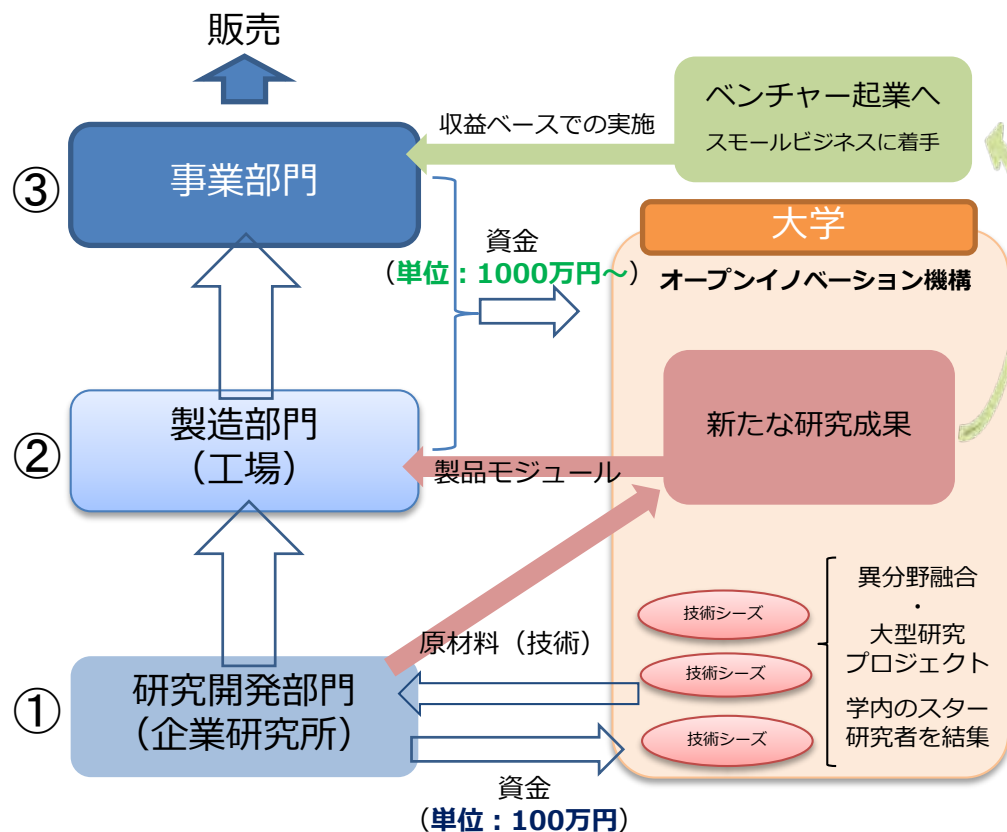 販売
ベンチャー起業へ
スモールビジネスに着手
収益ベースでの実施
③
事業部門
大学
資金
（単位：1000万円～）
オープンイノベーション機構
製造部門
（工場）
②
新たな研究成果
製品モジュール
技術シーズ
技術シーズ
技術シーズ
異分野融合
・
大型研究
プロジェクト
学内のスター
研究者を結集
原材料（技術）
①
研究開発部門
（企業研究所）
資金
（単位：100万円）